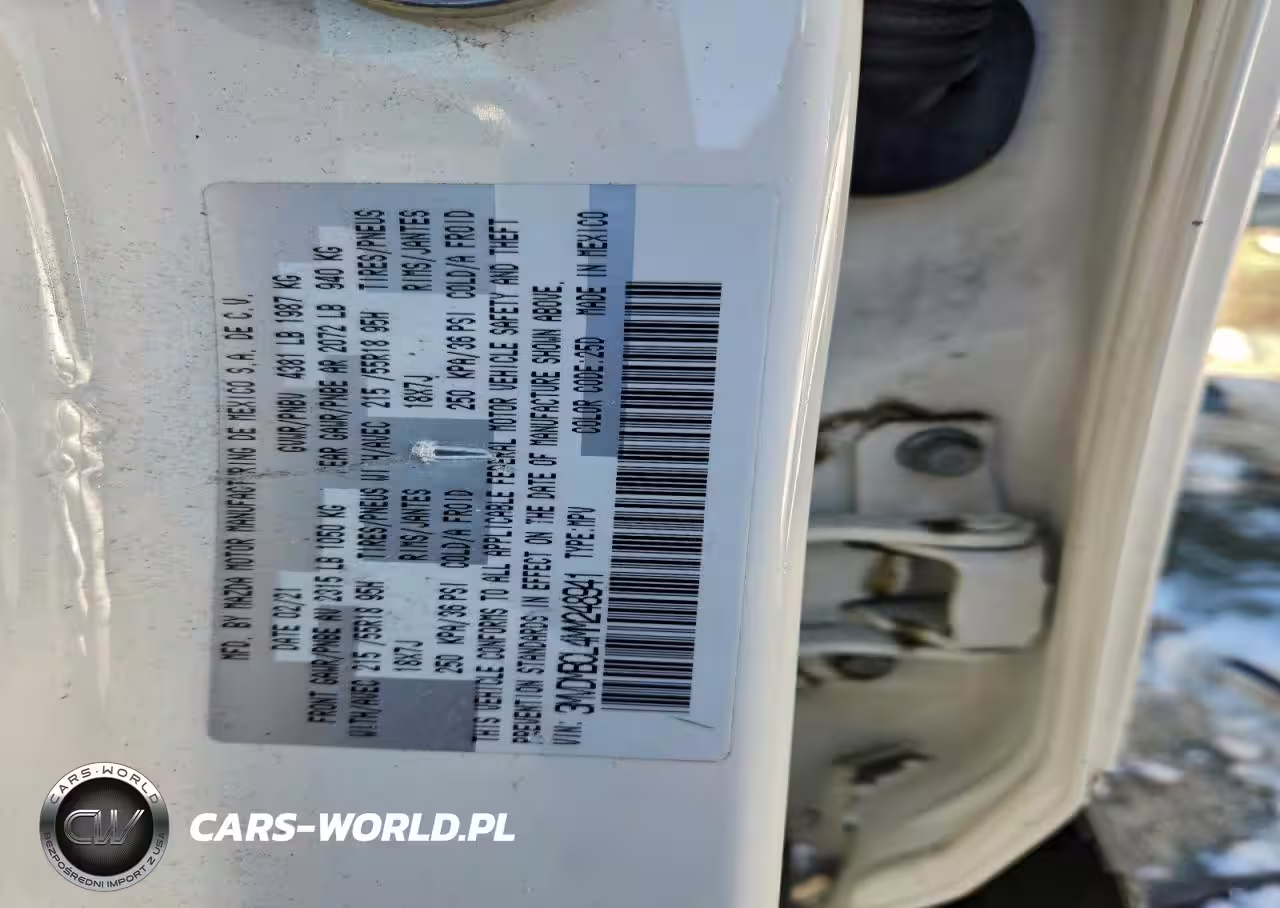 MFD. BY MAZDA MOTOR MANUFACTURING DE MEXICO S.A. DE C.V.
DATE 02/21 GVWR/PNBV 4381 LB 1987 KG
FRONT GAWR/PNBE AV 2315 LB 1050 KG REAR GAWR/PNBE AR 2072 LB 940 KG
WITH/AVEC 215 /55R18 95H TIRES/PNEUS WITH/AVEC 215 /55R18 95H TIRES/PNEUS
18X7J RIMS/JANTES 18X7J RIMS/JANTES
250 KPA/36 PSI COLD/A FROID 250 KPA/36 PSI COLD/A FROID
THIS VEHICLE CONFORMS TO ALL APPLICABLE FEDERAL MOTOR VEHICLE SAFETY AND THEFT
PREVENTION STANDARDS IN EFFECT ON THE DATE OF MANUFACTURE SHOWN ABOVE.
VIN: TYPE:MPV COLOR CODE:25D MADE IN MEXICO
CARS-WORLD
CW
BEZPOŚREDNI IMPORT Z USA
CARS-WORLD.PL